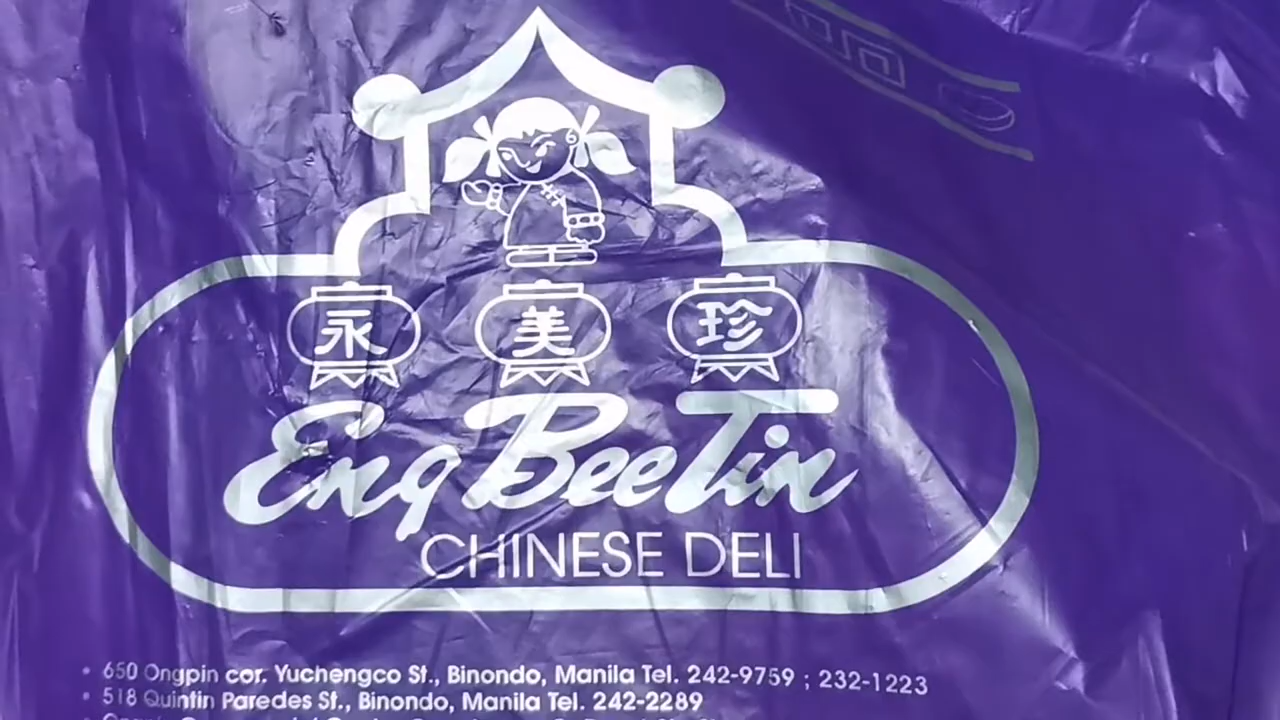 永 美 珍
Eng Bee Tin
CHINESE DELI
• 650 Ongpin cor. Yuchengco St., Binondo, Manila Tel. 242-9759 ; 232-1223
• 518 Quintin Paredes St., Binondo, Manila Tel. 242-2289